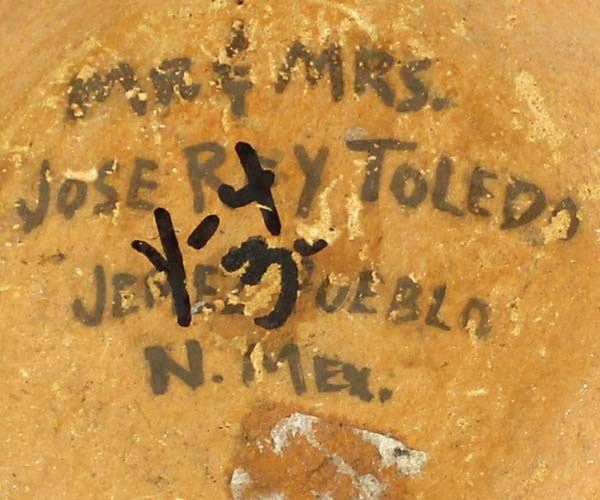 MR & MRS.
JOSE REY TOLEDO
JEMEZ PUEBLO
N. MEX.